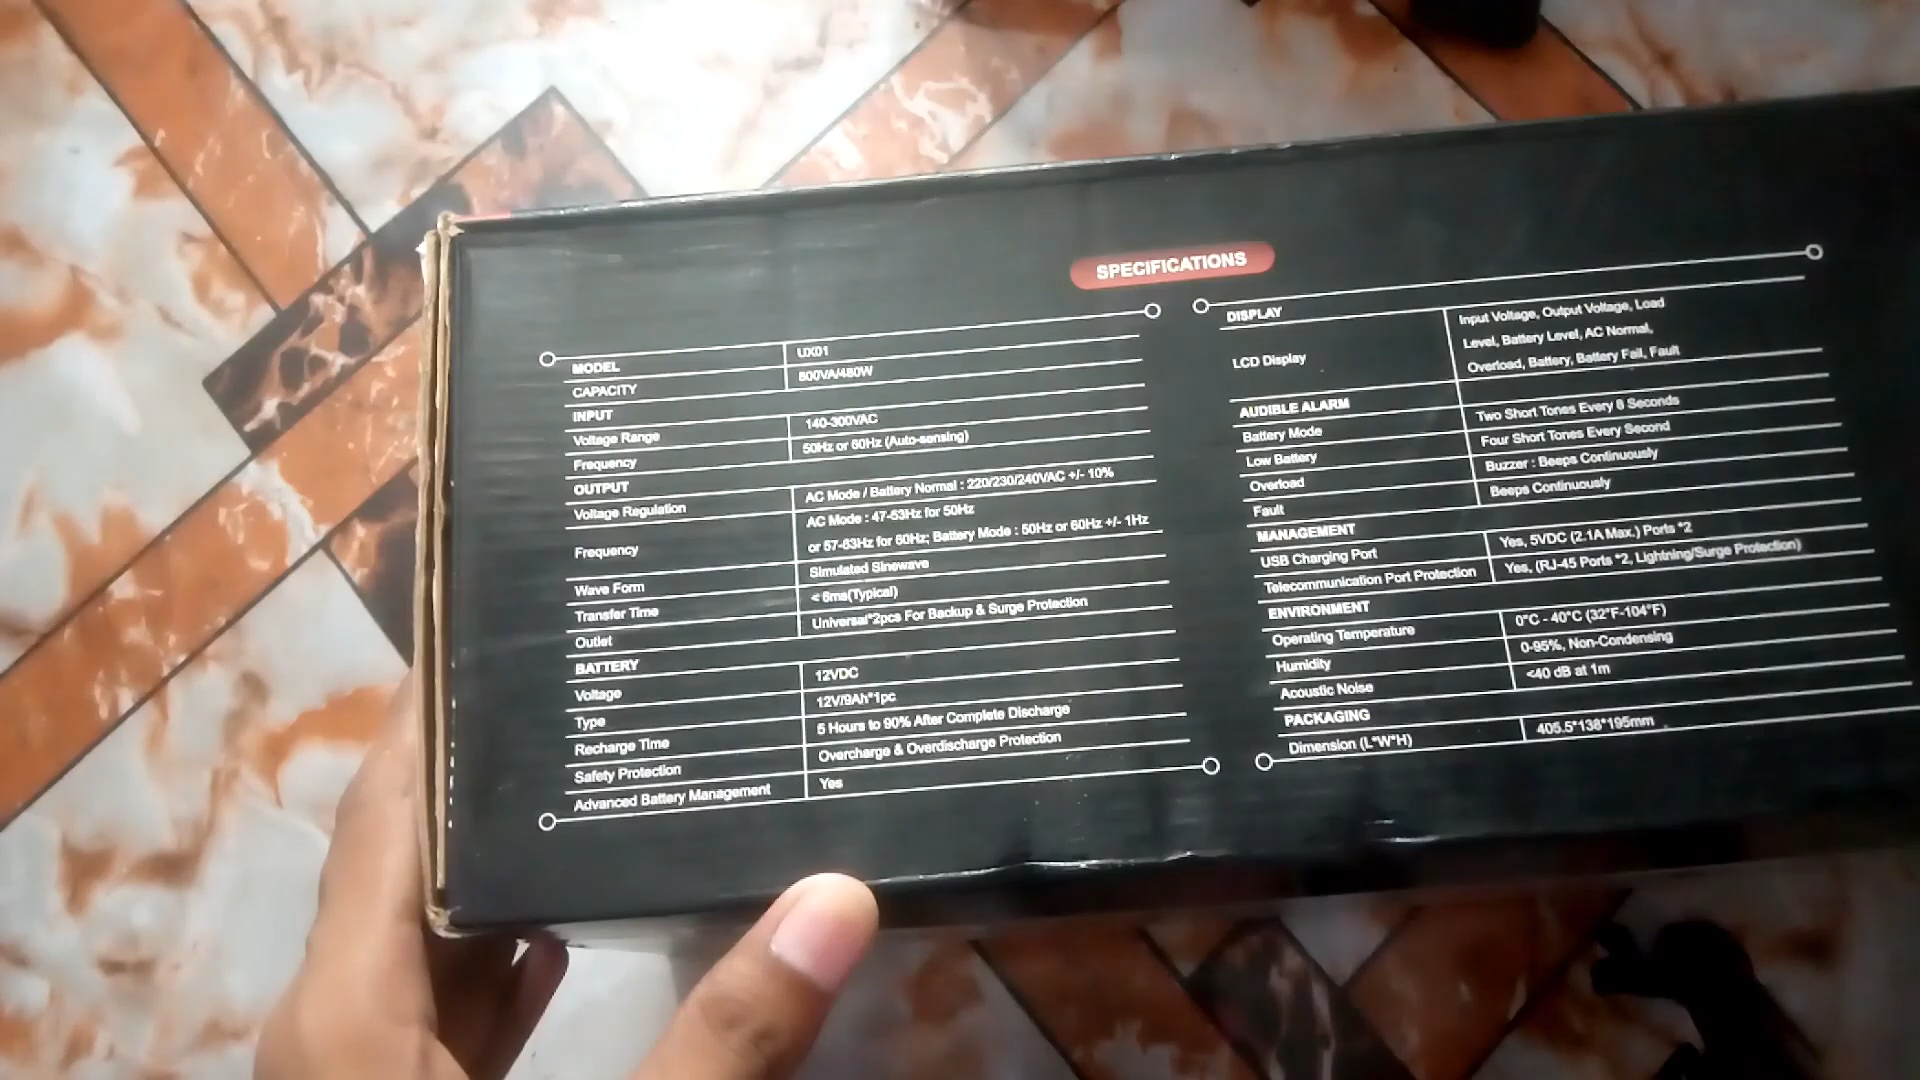 SPECIFICATIONS
MODEL UX01
CAPACITY 800VA/480W
INPUT
Voltage Range 140-300VAC
Frequency 50Hz or 60Hz (Auto-sensing)
OUTPUT
Voltage Regulation AC Mode / Battery Normal : 220/230/240VAC +/- 10%
Frequency AC Mode : 47-53Hz for 50Hz
or 57-63Hz for 60Hz; Battery Mode : 50Hz or 60Hz +/- 1Hz
Wave Form Simulated Sinewave
Transfer Time < 6ms(Typical)
Outlet Universal*2pcs For Backup & Surge Protection
BATTERY
Voltage 12VDC
Type 12V/9Ah*1pc
Recharge Time 5 Hours to 90% After Complete Discharge
Safety Protection Overcharge & Overdischarge Protection
Advanced Battery Management Yes
DISPLAY
LCD Display Input Voltage, Output Voltage, Load
Level, Battery Level, AC Normal,
Overload, Battery, Battery Fail, Fault
AUDIBLE ALARM
Battery Mode Two Short Tones Every 8 Seconds
Low Battery Four Short Tones Every Second
Overload Buzzer : Beeps Continuously
Fault Beeps Continuously
MANAGEMENT
USB Charging Port Yes, 5VDC (2.1A Max.) Ports *2
Telecommunication Port Protection Yes, (RJ-45 Ports *2, Lightning/Surge Protection)
ENVIRONMENT
Operating Temperature 0°C - 40°C (32°F-104°F)
Humidity 0-95%, Non-Condensing
Acoustic Noise <40 dB at 1m
PACKAGING
Dimension (L*W*H) 405.5*138*195mm